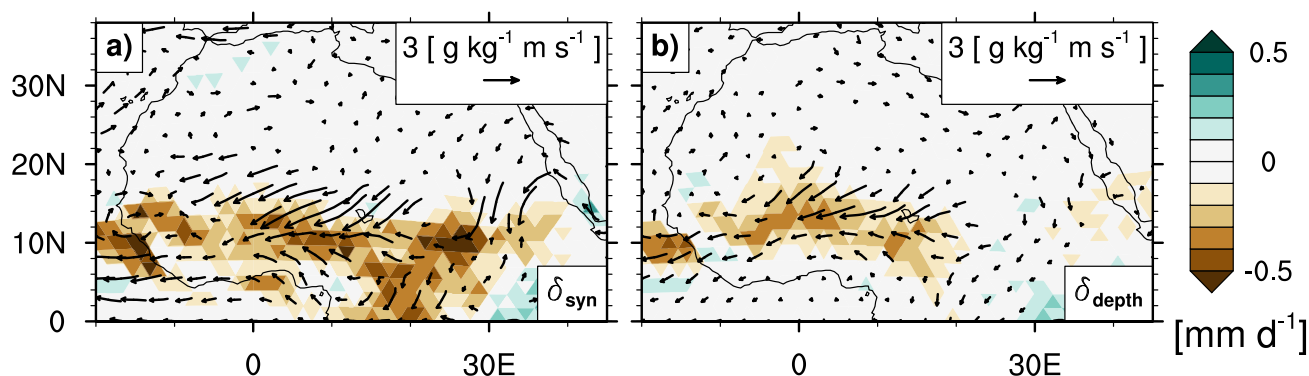 a) 3 [ g kg⁻¹ m s⁻¹ ]
b) 3 [ g kg⁻¹ m s⁻¹ ]
30N
20N
10N
0
δsyn
δdepth
0 30E
0 30E
0.5
0
-0.5
[mm d⁻¹]